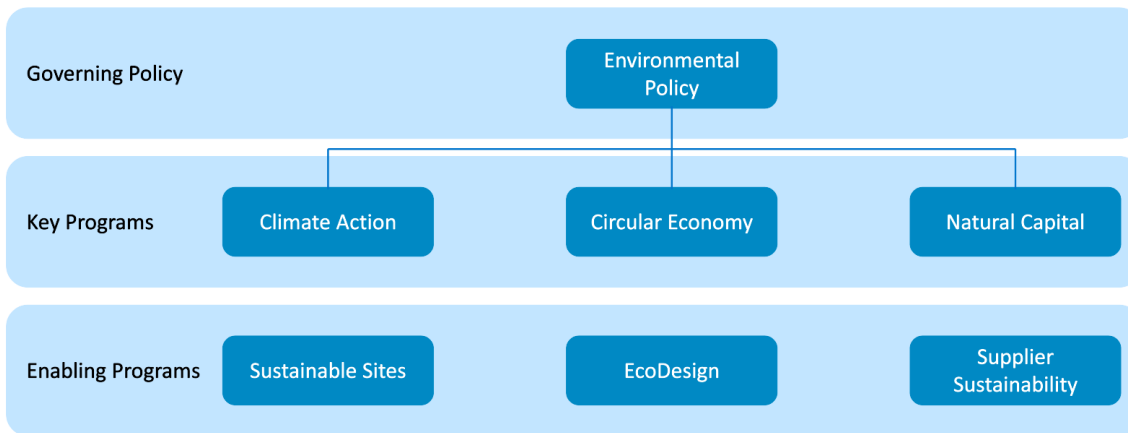 Governing Policy
Environmental
Policy
Key Programs
Climate Action
Circular Economy
Natural Capital
Enabling Programs
Sustainable Sites
EcoDesign
Supplier
Sustainability